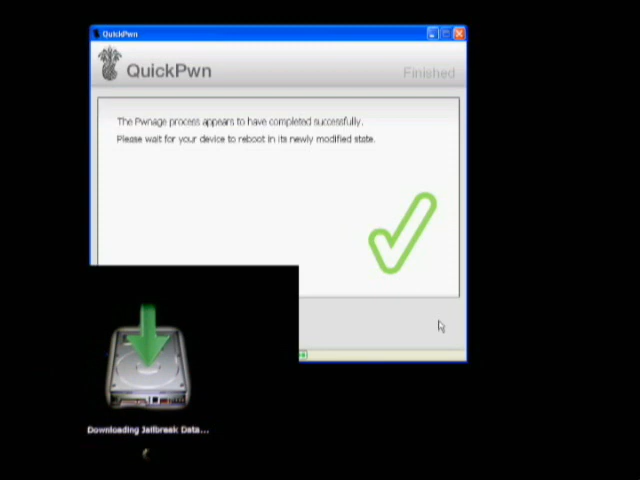 QuickPwn
QuickPwn
Finished
The Pwnage process appears to have completed successfully.
Please wait for your device to reboot in its newly modified state.
Downloading Jailbreak Data...